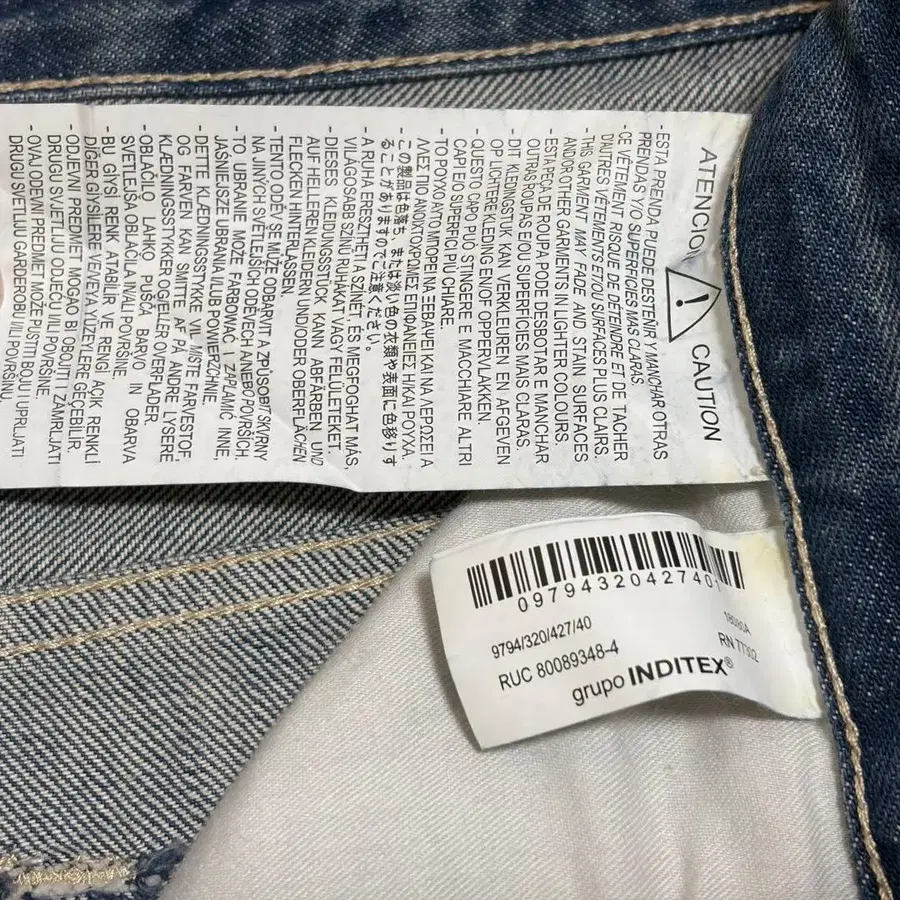 ATENCION CAUTION
- ESTA PRENDA PUEDE DESTEÑIR Y MANCHAR OTRAS
PRENDAS Y/O SUPERFICIES MAS CLARAS.
- CE VÊTEMENT RISQUE DE DETEINDRE ET DE TACHER
D'AUTRES VÊTEMENTS ET/OU SURFACES PLUS CLAIRS.
- THIS GARMENT MAY FADE AND STAIN SURFACES
AND/OR OTHER GARMENTS IN LIGHTER COLOURS.
- ESTA PEÇA DE ROUPA PODE DESBOTAR E MANCHAR
OUTRAS ROUPAS E/OU SUPERFICIES MAIS CLARAS.
- DIT KLEDINGSTUK KAN VERKLEUREN EN AFGEVEN
OP LICHTERE KLEDING EN/OF OPPERVLAKKEN.
- QUESTO CAPO PUÒ STINGERE E MACCHIARE ALTRI
CAPI E/O SUPERFICI PIÙ CHIARE.
- ΤΟ ΡΟΥΧΟ ΑΥΤΟ ΜΠΟΡΕΙ ΝΑ ΞΕΒΑΨΕΙ ΚΑΙ ΝΑ ΛΕΡΩΣΕΙ Α
ΛΛΕΣ ΠΙΟ ΑΝΟΙΧΤΟΧΡΩΜΕΣ ΕΠΙΦΑΝΕΙΕΣ Η/ΚΑΙ ΡΟΥΧΑ.
- この製品は色落ち、または淡い色の衣類や表面に色移りす
ることがありますのでご注意ください。
- A RUHA ERESZTHETI A SZÍNÉT, ÉS MEGFOGHAT MÁS,
VILÁGOSABB SZÍNŰ RUHÁKAT VAGY FELÜLETEKET.
- DIESES KLEIDUNGSSTÜCK KANN ABFÄRBEN UND
AUF HELLEREN KLEIDERN UND/ODER OBERFLÄCHEN
FLECKEN HINTERLASSEN.
- TENTO ODĚV SE MŮŽE ODBARVIT A ZPŮSOBIT SKVRNY
NA JINÝCH SVĚTLEJŠÍCH ODĚVECH A/NEBO POVRŠÍCH.
- TO UBRANIE MOŻE FARBOWAĆ I ZAPLAMIĆ INNE,
JAŚNIEJSZE UBRANIA I/LUB POWIERZCHNIE.
- DETTE KLÆDNINGSSTYKKE VIL MISTE FARVESTOF,
OG FARVEN KAN SMITTE AF PÅ ANDRE LYSERE
KLÆDNINGSSTYKKER OG/ELLER OVERFLADER.
- OBLAČILO LAHKO PUŠČA BARVO IN OBARVA
SVETLEJŠA OBLAČILA IN/ALI POVRŠINE.
- BU GİYSİ RENK ATABİLİR VE RENGİ AÇIK RENKLİ
DİĞER GİYSİLERE VE/VEYA YÜZEYLERE GEÇEBİLİR.
- ODJEVNI PREDMET MOGAO BI OBOJITI I ZAMRLJATI
DRUGU SVJETLIJU ODJEĆU I/ILI POVRŠINE.
- OVAJ ODEVNI PREDMET MOŽE PUSTITI BOJU I UPRLJATI
DRUGU SVETLIJU GARDEROBU I/ILI POVRŠINU.
0979432042740
9794/320/427/40
RUC 80089348-4
RN 77302
grupo INDITEX®